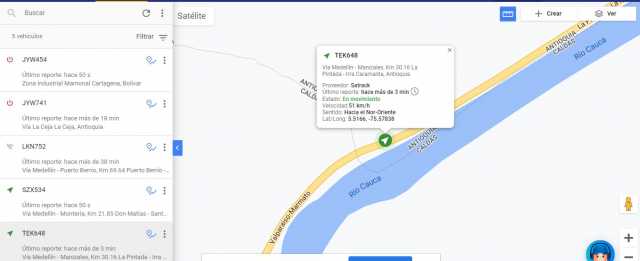 Buscar
5 vehículos
Filtrar
JYW454
Último reporte: hace 50 s
Zona Industrial Mamonal Cartagena, Bolívar
JYW741
Último reporte: hace más de 18 min
Vía La Ceja La Ceja, Antioquia
LKN752
Último reporte: hace más de 38 min
Vía Medellín - Puerto Berrio, Km 69.64 Puerto Berrio -...
SZX534
Último reporte: hace 50 s
Vía Medellín - Montería, Km 21.85 Don Matías - Sant...
TEK648
Último reporte: hace más de 3 min
Vía Medellín - Manizales, Km 30.16 La Pintada - Irra ...
Satélite
Crear
Ver
TEK648
Vía Medellín - Manizales, Km 30.16 La
Pintada - Irra Caramanta, Antioquia
Proveedor: Satrack
Último reporte: hace más de 3 min
Estado: En movimiento
Velocidad: 51 km/h
Sentido: Hacia el Nor-Oriente
Lat/Long: 5.5166, -75.57838
ANTIOQUIA
CALDAS
Río Cauca
ANTIOQUIA
CALDAS
ANTIOQUIA
CALDAS
Río Cauca
Valparaiso-Marmato